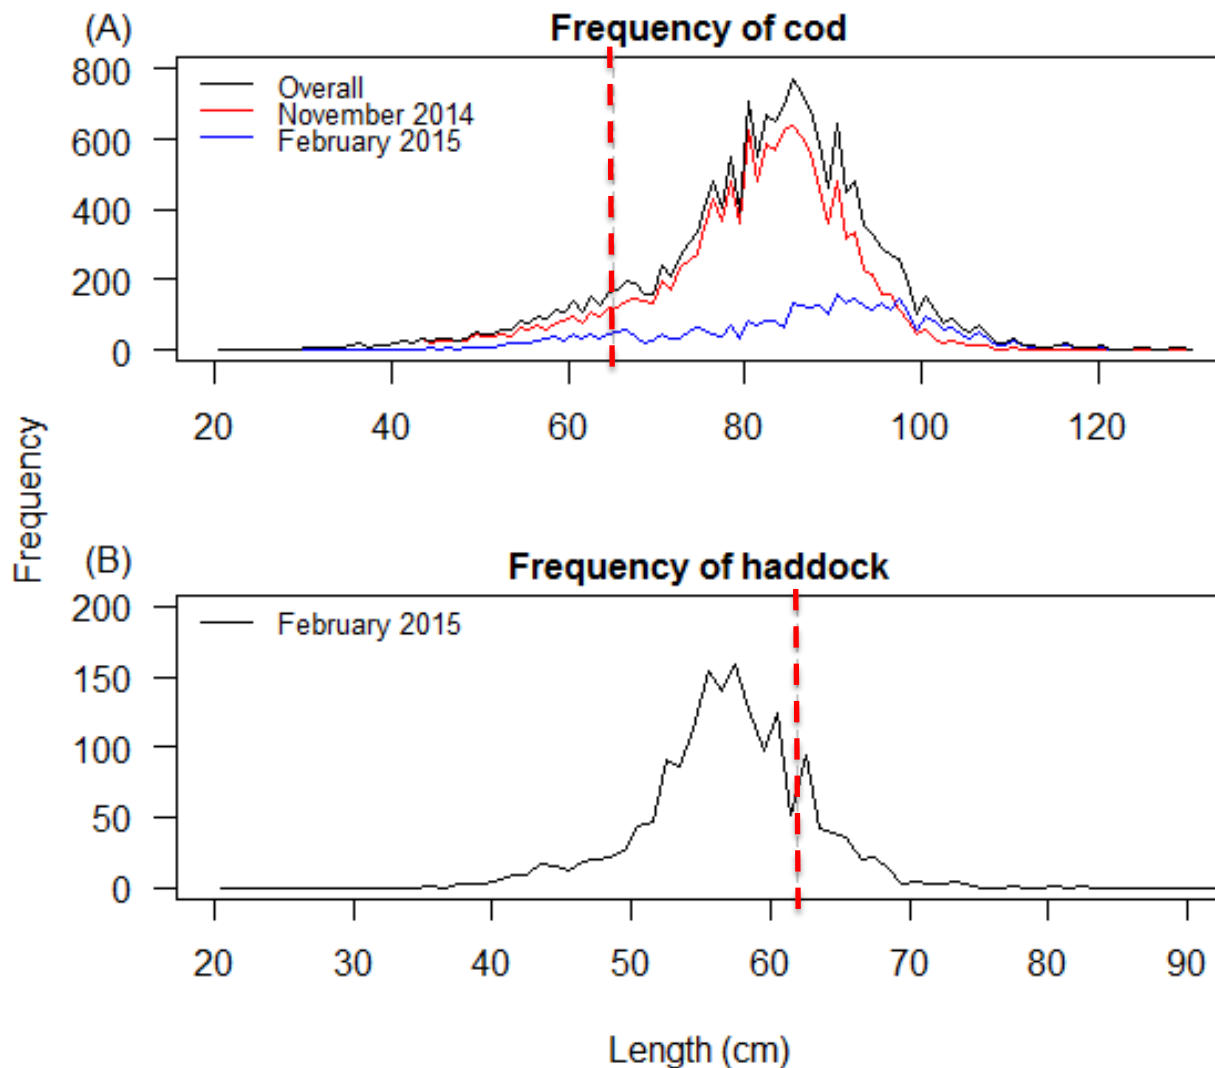 (A)
Frequency of cod
Overall
November 2014
February 2015
800
600
400
200
0
20 40 60 80 100 120
Frequency
(B)
Frequency of haddock
February 2015
200
150
100
50
0
20 30 40 50 60 70 80 90
Length (cm)